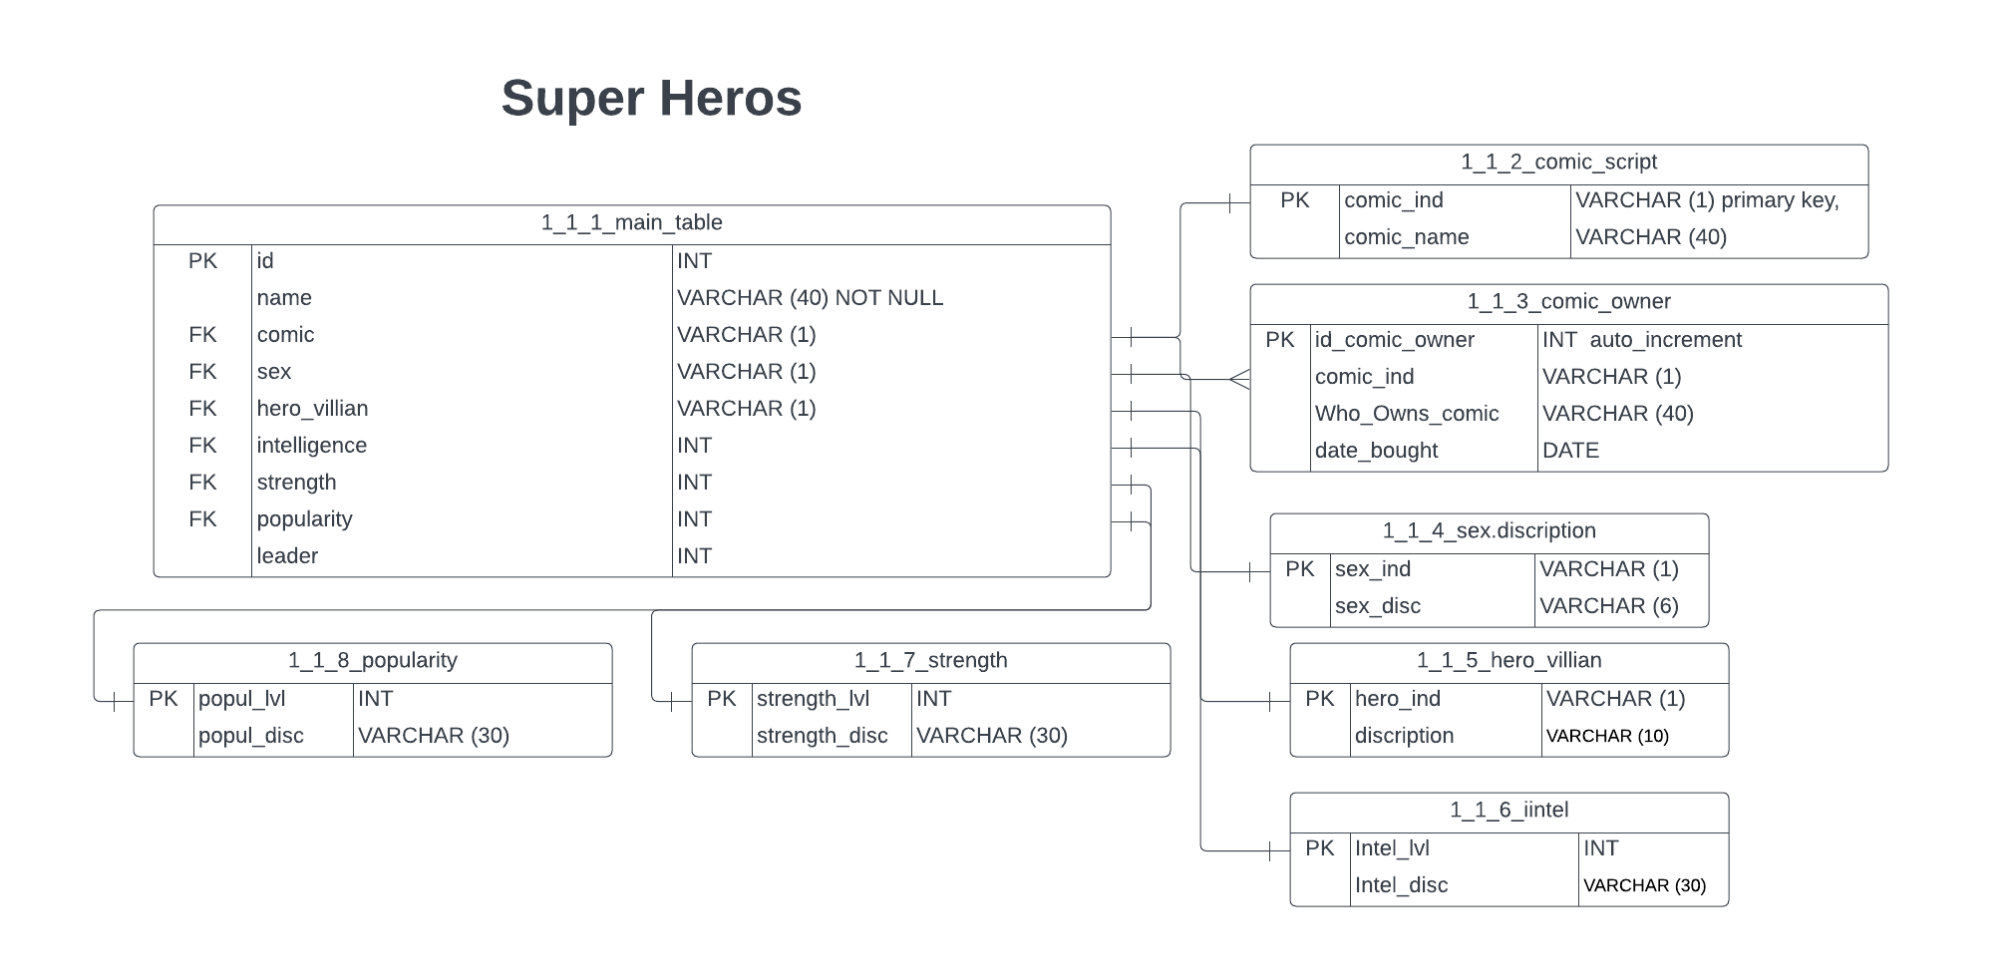 Super Heros
1_1_1_main_table
PK id INT
name VARCHAR (40) NOT NULL
FK comic VARCHAR (1)
FK sex VARCHAR (1)
FK hero_villian VARCHAR (1)
FK intelligence INT
FK strength INT
FK popularity INT
leader INT
1_1_2_comic_script
PK comic_ind VARCHAR (1) primary key,
comic_name VARCHAR (40)
1_1_3_comic_owner
PK id_comic_owner INT auto_increment
comic_ind VARCHAR (1)
Who_Owns_comic VARCHAR (40)
date_bought DATE
1_1_4_sex.discription
PK sex_ind VARCHAR (1)
sex_disc VARCHAR (6)
1_1_8_popularity
PK popul_lvl INT
popul_disc VARCHAR (30)
1_1_7_strength
PK strength_lvl INT
strength_disc VARCHAR (30)
1_1_5_hero_villian
PK hero_ind VARCHAR (1)
discription VARCHAR (10)
1_1_6_iintel
PK Intel_lvl INT
Intel_disc VARCHAR (30)